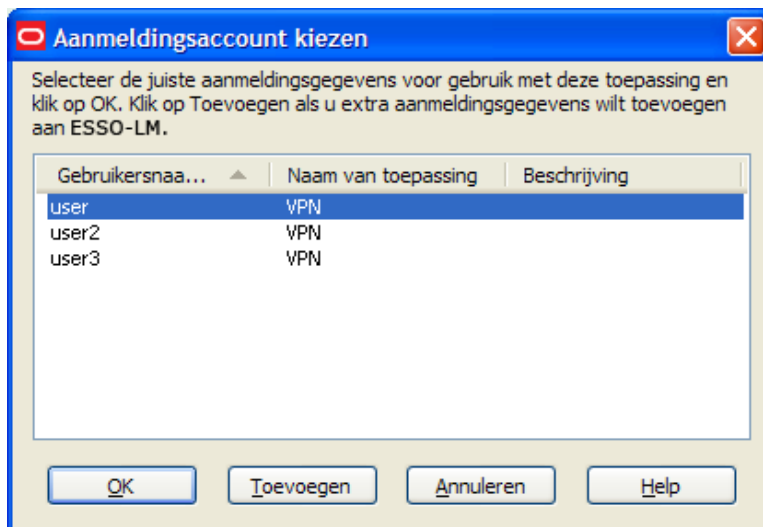 Aanmeldingsaccount kiezen
Selecteer de juiste aanmeldingsgegevens voor gebruik met deze toepassing en
klik op OK. Klik op Toevoegen als u extra aanmeldingsgegevens wilt toevoegen
aan ESSO-LM.
Gebruikersnaa... Naam van toepassing Beschrijving
user VPN
user2 VPN
user3 VPN
OK Toevoegen Annuleren Help